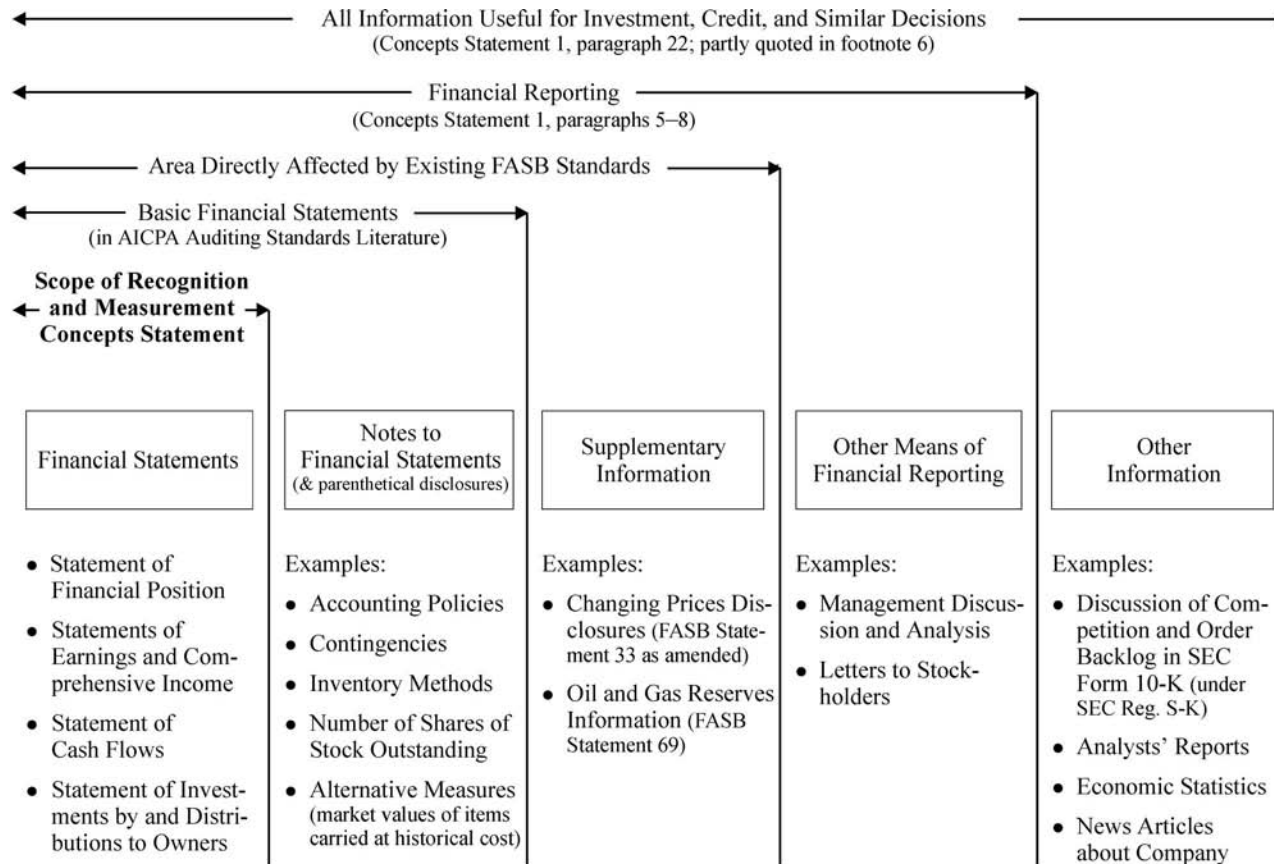 All Information Useful for Investment, Credit, and Similar Decisions
(Concepts Statement 1, paragraph 22; partly quoted in footnote 6)
Financial Reporting
(Concepts Statement 1, paragraphs 5–8)
Area Directly Affected by Existing FASB Standards
Basic Financial Statements
(in AICPA Auditing Standards Literature)
Scope of Recognition
and Measurement
Concepts Statement
Financial Statements
● Statement of
Financial Position
● Statements of
Earnings and Com-
prehensive Income
● Statement of
Cash Flows
● Statement of Invest-
ments by and Distri-
butions to Owners
Notes to
Financial Statements
(& parenthetical disclosures)
Examples:
● Accounting Policies
● Contingencies
● Inventory Methods
● Number of Shares of
Stock Outstanding
● Alternative Measures
(market values of items
carried at historical cost)
Supplementary
Information
Examples:
● Changing Prices Dis-
closures (FASB State-
ment 33 as amended)
● Oil and Gas Reserves
Information (FASB
Statement 69)
Other Means of
Financial Reporting
Examples:
● Management Discus-
sion and Analysis
● Letters to Stock-
holders
Other
Information
Examples:
● Discussion of Com-
petition and Order
Backlog in SEC
Form 10-K (under
SEC Reg. S-K)
● Analysts’ Reports
● Economic Statistics
● News Articles
about Company